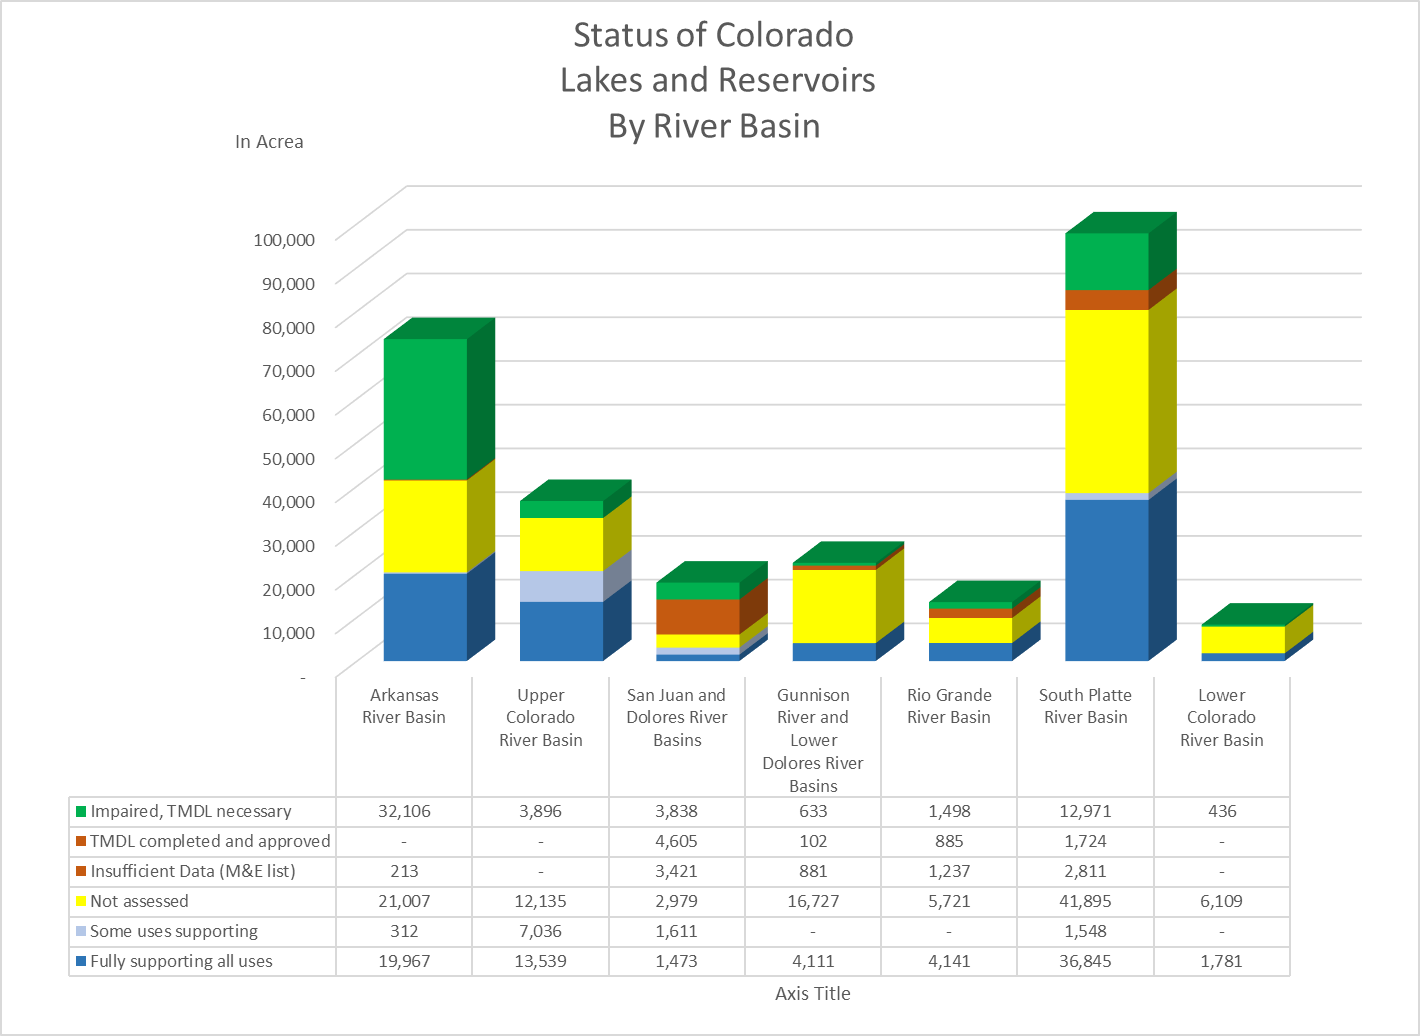 Status of Colorado
Lakes and Reservoirs
By River Basin
In Acrea
100,000
90,000
80,000
70,000
60,000
50,000
40,000
30,000
20,000
10,000
-
Arkansas
River Basin
Upper
Colorado
River Basin
San Juan and
Dolores River
Basins
Gunnison
River and
Lower
Dolores River
Basins
Rio Grande
River Basin
South Platte
River Basin
Lower
Colorado
River Basin
Impaired, TMDL necessary 32,106 3,896 3,838 633 1,498 12,971 436
TMDL completed and approved - - 4,605 102 885 1,724 -
Insufficient Data (M&E list) 213 - 3,421 881 1,237 2,811 -
Not assessed 21,007 12,135 2,979 16,727 5,721 41,895 6,109
Some uses supporting 312 7,036 1,611 - - 1,548 -
Fully supporting all uses 19,967 13,539 1,473 4,111 4,141 36,845 1,781
Axis Title